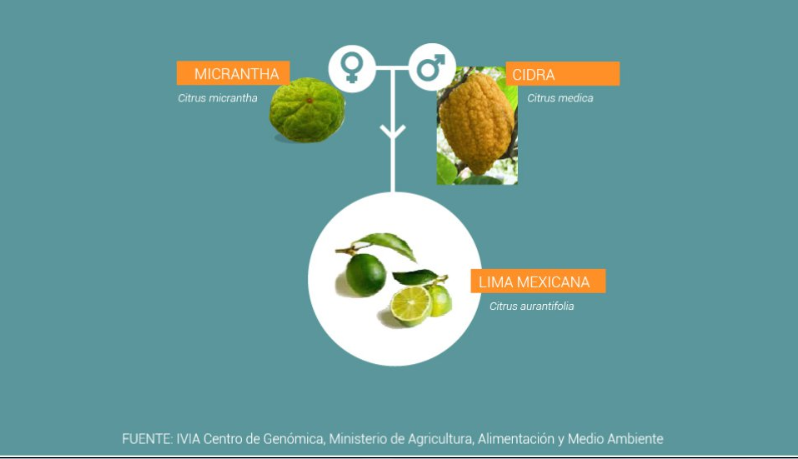 MICRANTHA
Citrus micrantha
CIDRA
Citrus medica
LIMA MEXICANA
Citrus aurantifolia
FUENTE: IVIA Centro de Genómica, Ministerio de Agricultura, Alimentación y Medio Ambiente